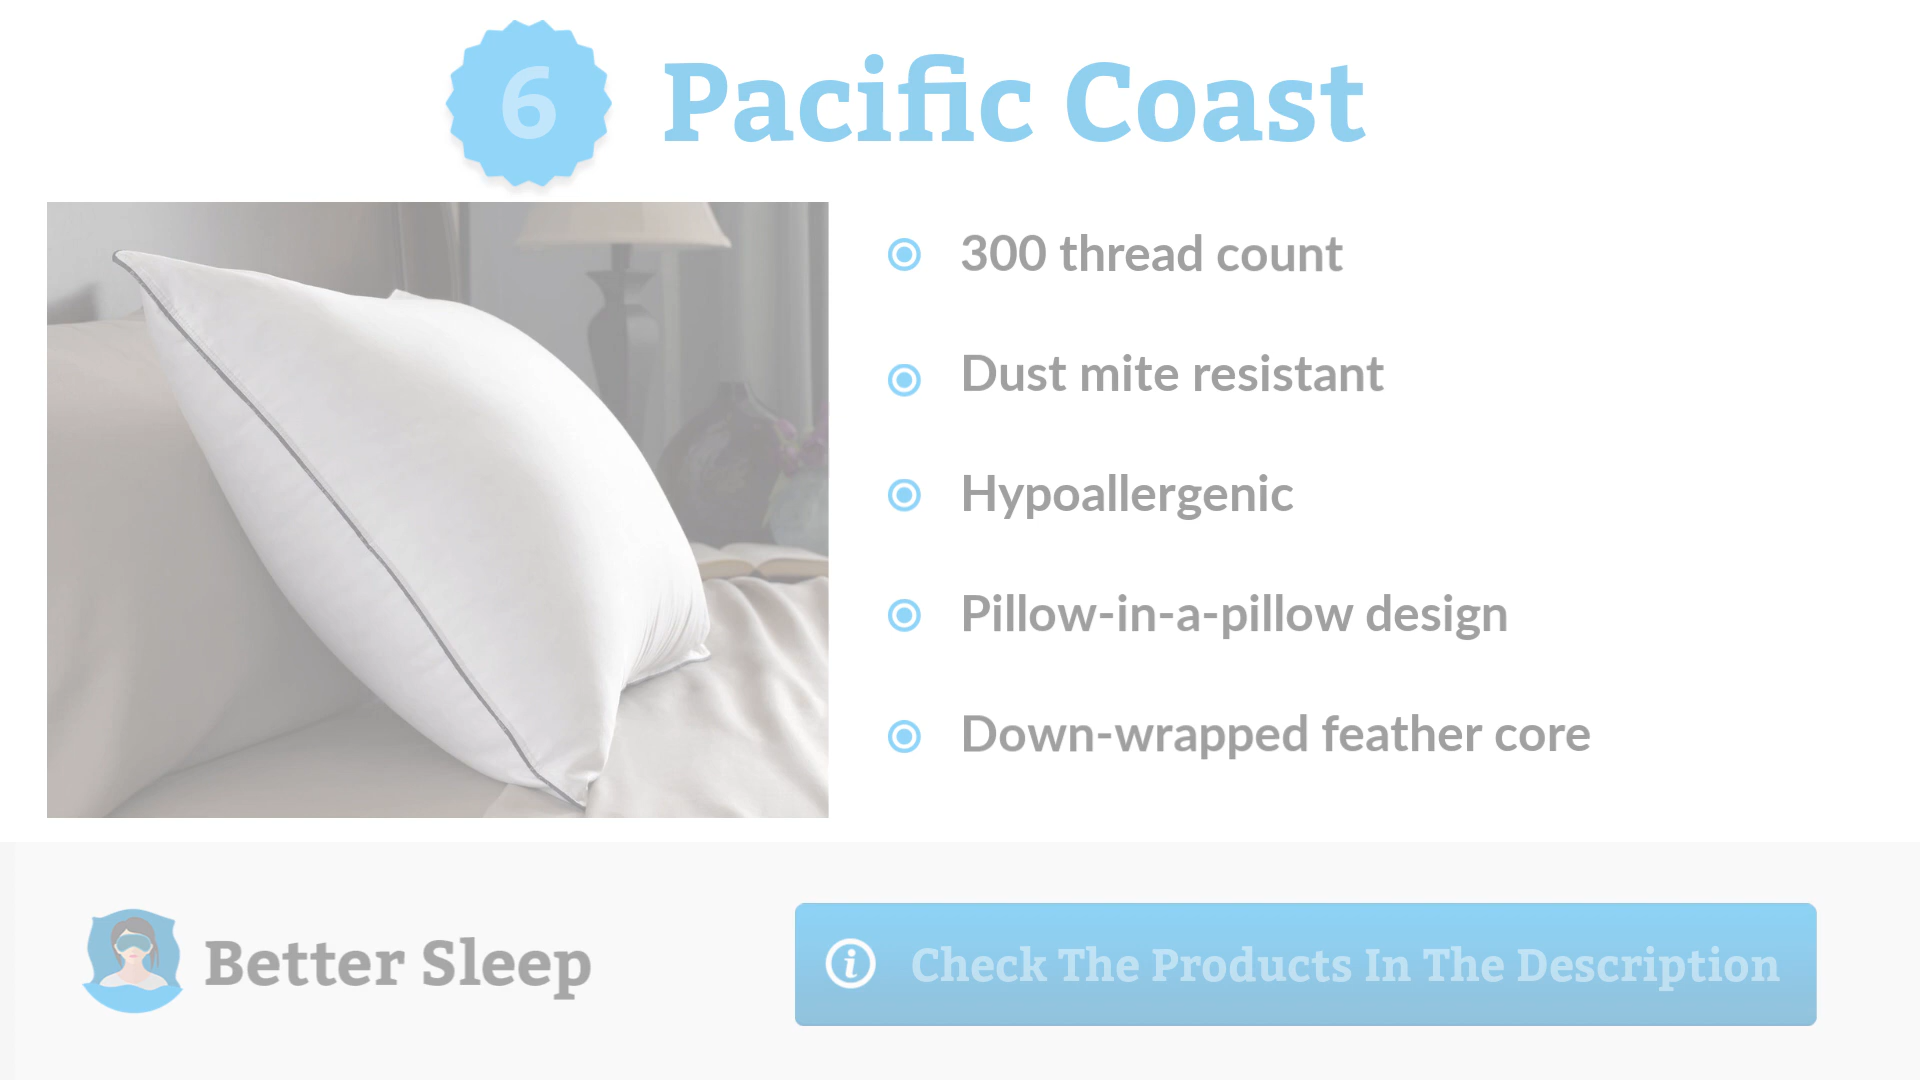 6
Pacific Coast
300 thread count
Dust mite resistant
Hypoallergenic
Pillow-in-a-pillow design
Down-wrapped feather core
Better Sleep
i Check The Products In The Description